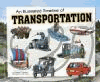 An Illustrated Timeline of
TRANSPORTATION